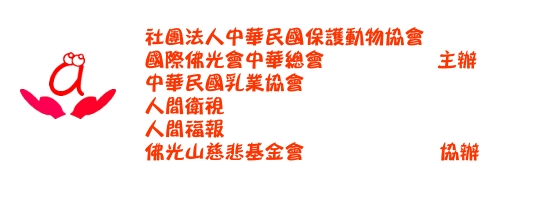 社團法人中華民國保護動物協會
國際佛光會中華總會 主辦
中華民國乳業協會
人間衛視
人間福報
佛光山慈悲基金會 協辦